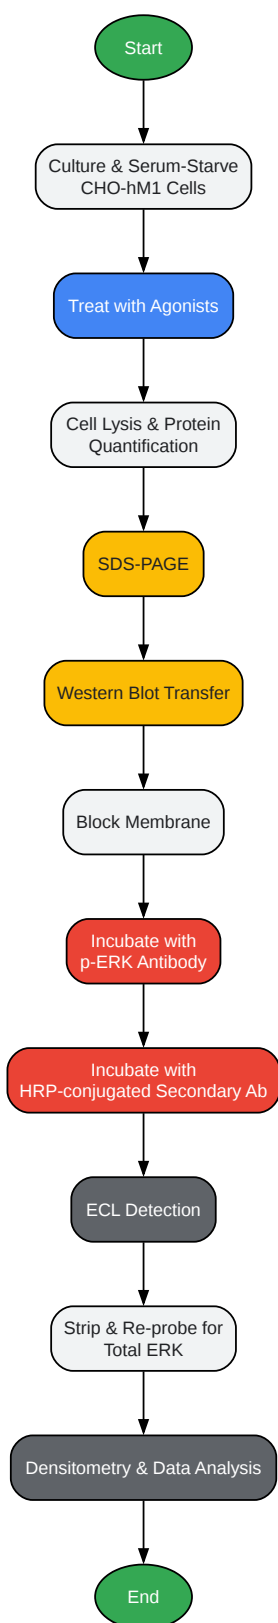 Start
Culture & Serum-Starve
CHO-hM1 Cells
Treat with Agonists
Cell Lysis & Protein
Quantification
SDS-PAGE
Western Blot Transfer
Block Membrane
Incubate with
p-ERK Antibody
Incubate with
HRP-conjugated Secondary Ab
ECL Detection
Strip & Re-probe for
Total ERK
Densitometry & Data Analysis
End